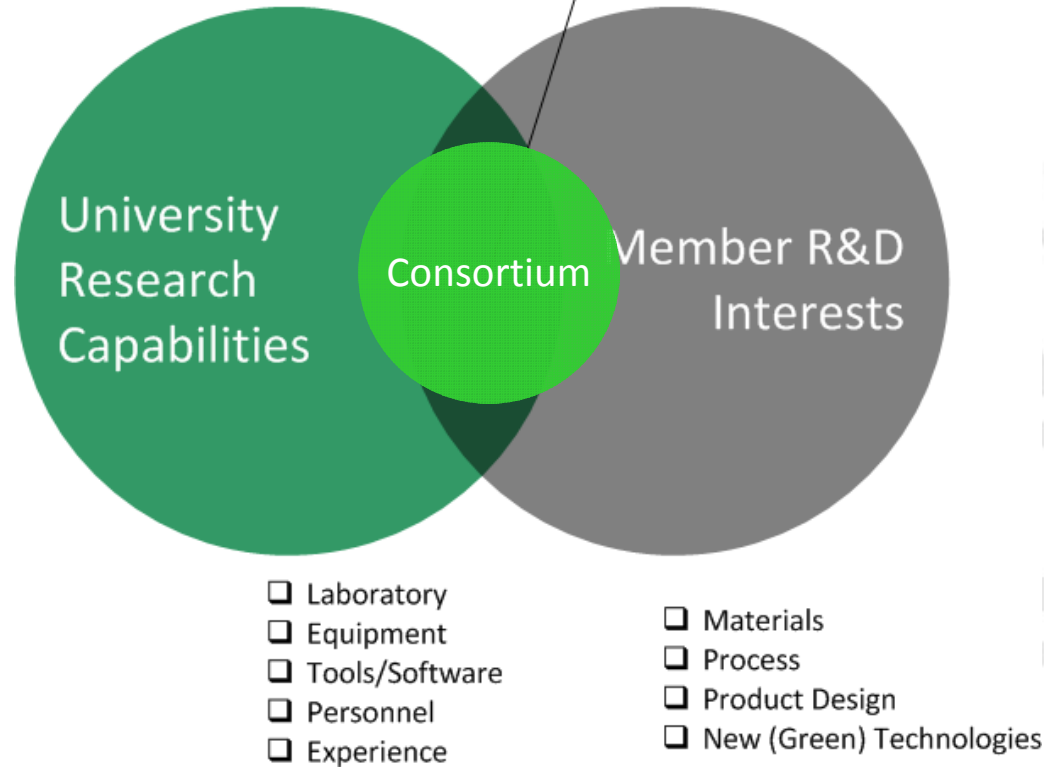 University
Research
Capabilities
Consortium
Member R&D
Interests
❑ Laboratory
❑ Equipment
❑ Tools/Software
❑ Personnel
❑ Experience
❑ Materials
❑ Process
❑ Product Design
❑ New (Green) Technologies